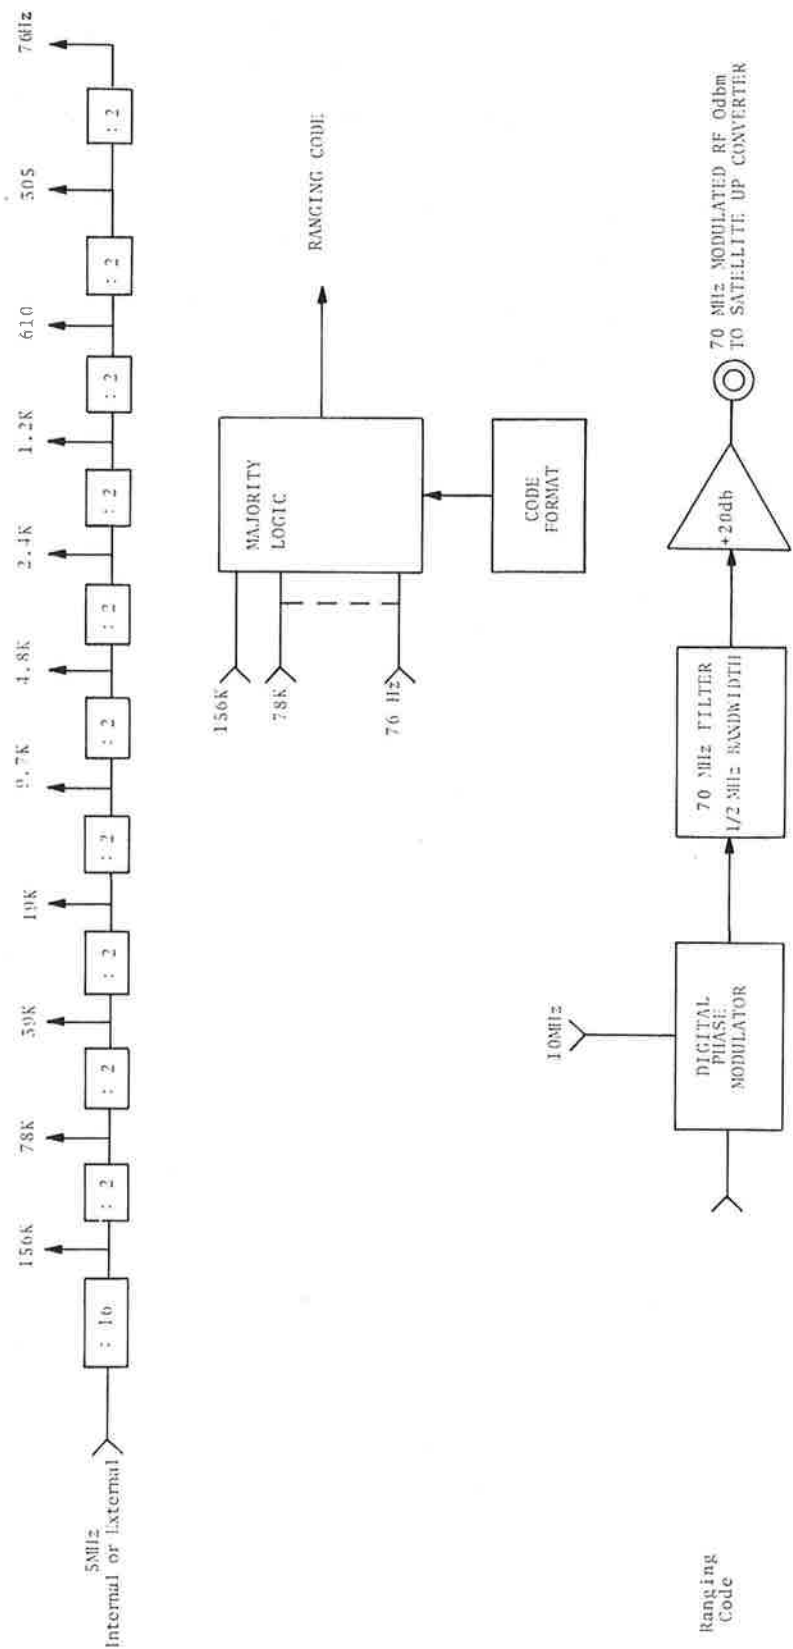 5MHz
Internal or External
: 16
156K
: 2
78K
: 2
39K
: 2
19K
: 2
9.7K
: 2
4.8K
: 2
2.4K
: 2
1.2K
: 2
610
: 2
305
: 2
76Hz
156K
78K
76 Hz
MAJORITY
LOGIC
RANGING CODE
CODE
FORMAT
Ranging
Code
10MHz
DIGITAL
PHASE
MODULATOR
70 MHz FILTER
1/2 MHz BANDWIDTH
+20db
70 MHz MODULATED RF 0dbm
TO SATELLITE UP CONVERTER